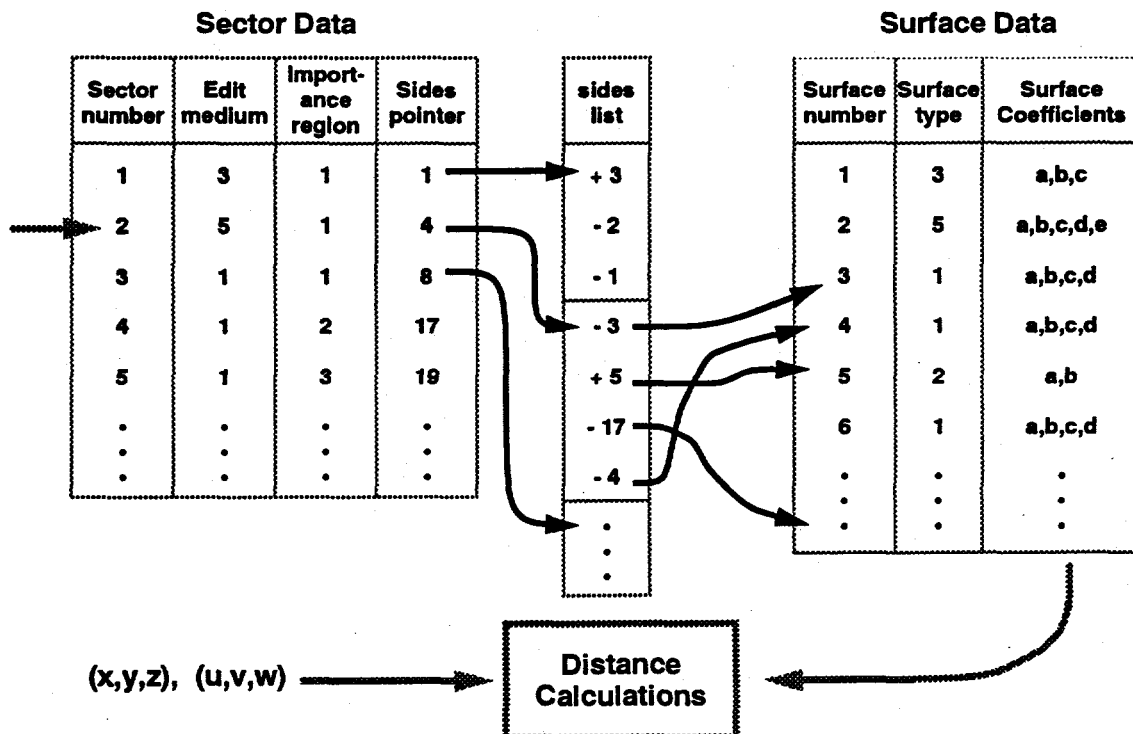 Sector Data
Surface Data
Sector number
Edit medium
Import-
ance
region
Sides pointer
sides list
Surface number
Surface type
Surface Coefficients
1 3 1 1
2 5 1 4
3 1 1 8
4 1 2 17
5 1 3 19
+ 3
- 2
- 1
- 3
+ 5
- 17
- 4
1 3 a,b,c
2 5 a,b,c,d,e
3 1 a,b,c,d
4 1 a,b,c,d
5 2 a,b
6 1 a,b,c,d
(x,y,z), (u,v,w)
Distance
Calculations